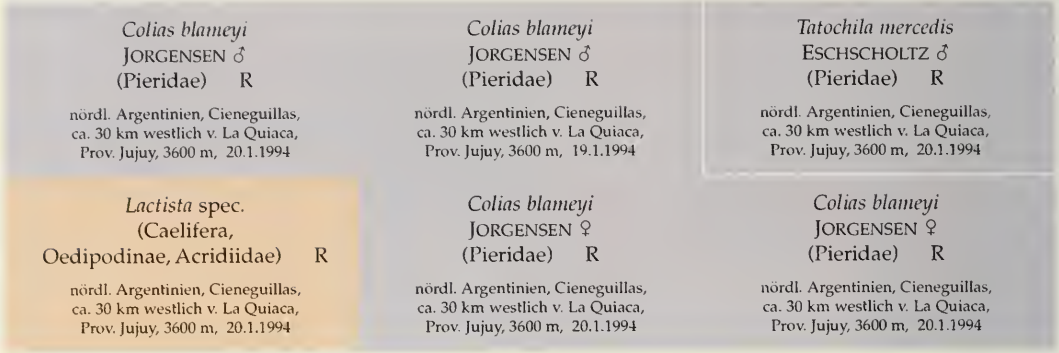 Colias blameyi
JORGENSEN ♂
(Pieridae) R
nördl. Argentinien, Cieneguillas,
ca. 30 km westlich v. La Quiaca,
Prov. Jujuy, 3600 m, 20.1.1994
Colias blameyi
JORGENSEN ♂
(Pieridae) R
nördl. Argentinien, Cieneguillas,
ca. 30 km westlich v. La Quiaca,
Prov. Jujuy, 3600 m, 19.1.1994
Tatochila mercedis
ESCHSCHOLTZ ♂
(Pieridae) R
nördl. Argentinien, Cieneguillas,
ca. 30 km westlich v. La Quiaca,
Prov. Jujuy, 3600 m, 20.1.1994
Lactista spec.
(Caelifera,
Oedipodinae, Acridiidae) R
nördl. Argentinien, Cieneguillas,
ca. 30 km westlich v. La Quiaca,
Prov. Jujuy, 3600 m, 20.1.1994
Colias blameyi
JORGENSEN ♀
(Pieridae) R
nördl. Argentinien, Cieneguillas,
ca. 30 km westlich v. La Quiaca,
Prov. Jujuy, 3600 m, 20.1.1994
Colias blameyi
JORGENSEN ♀
(Pieridae) R
nördl. Argentinien, Cieneguillas,
ca. 30 km westlich v. La Quiaca,
Prov. Jujuy, 3600 m, 20.1.1994